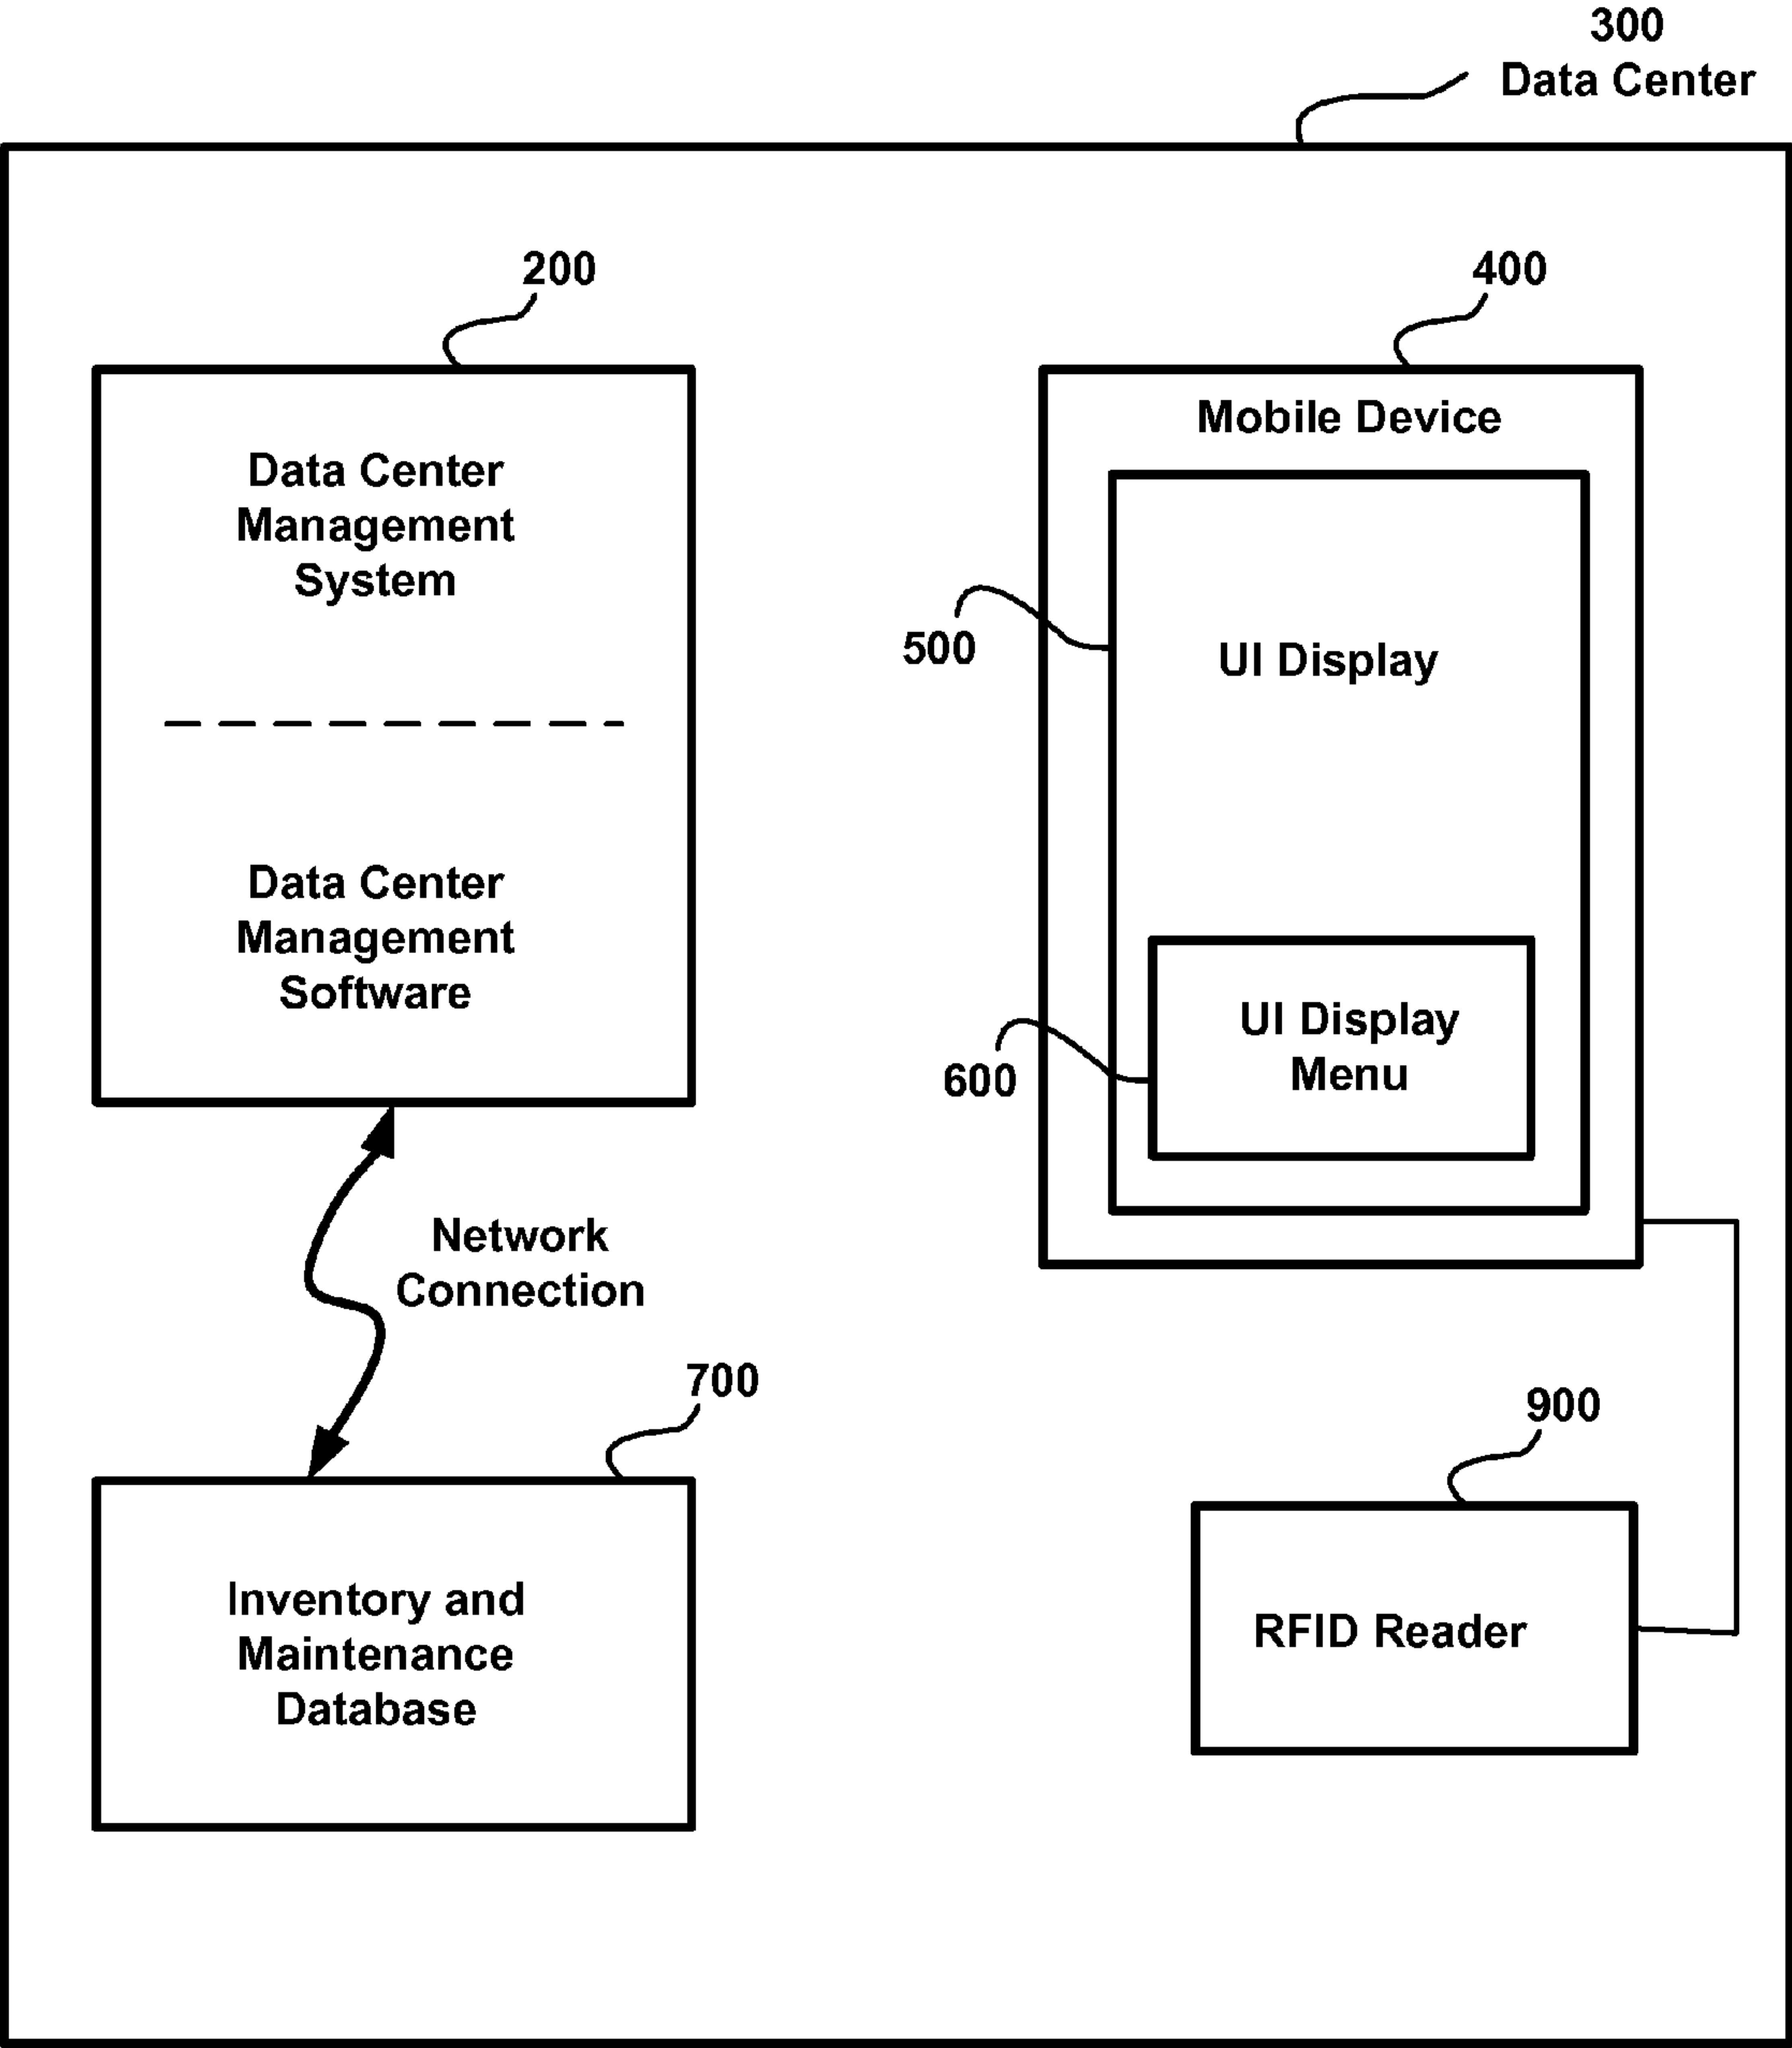 300
Data Center
200
Data Center
Management
System
Data Center
Management
Software
400
Mobile Device
500
UI Display
600
UI Display
Menu
Network
Connection
700
Inventory and
Maintenance
Database
900
RFID Reader